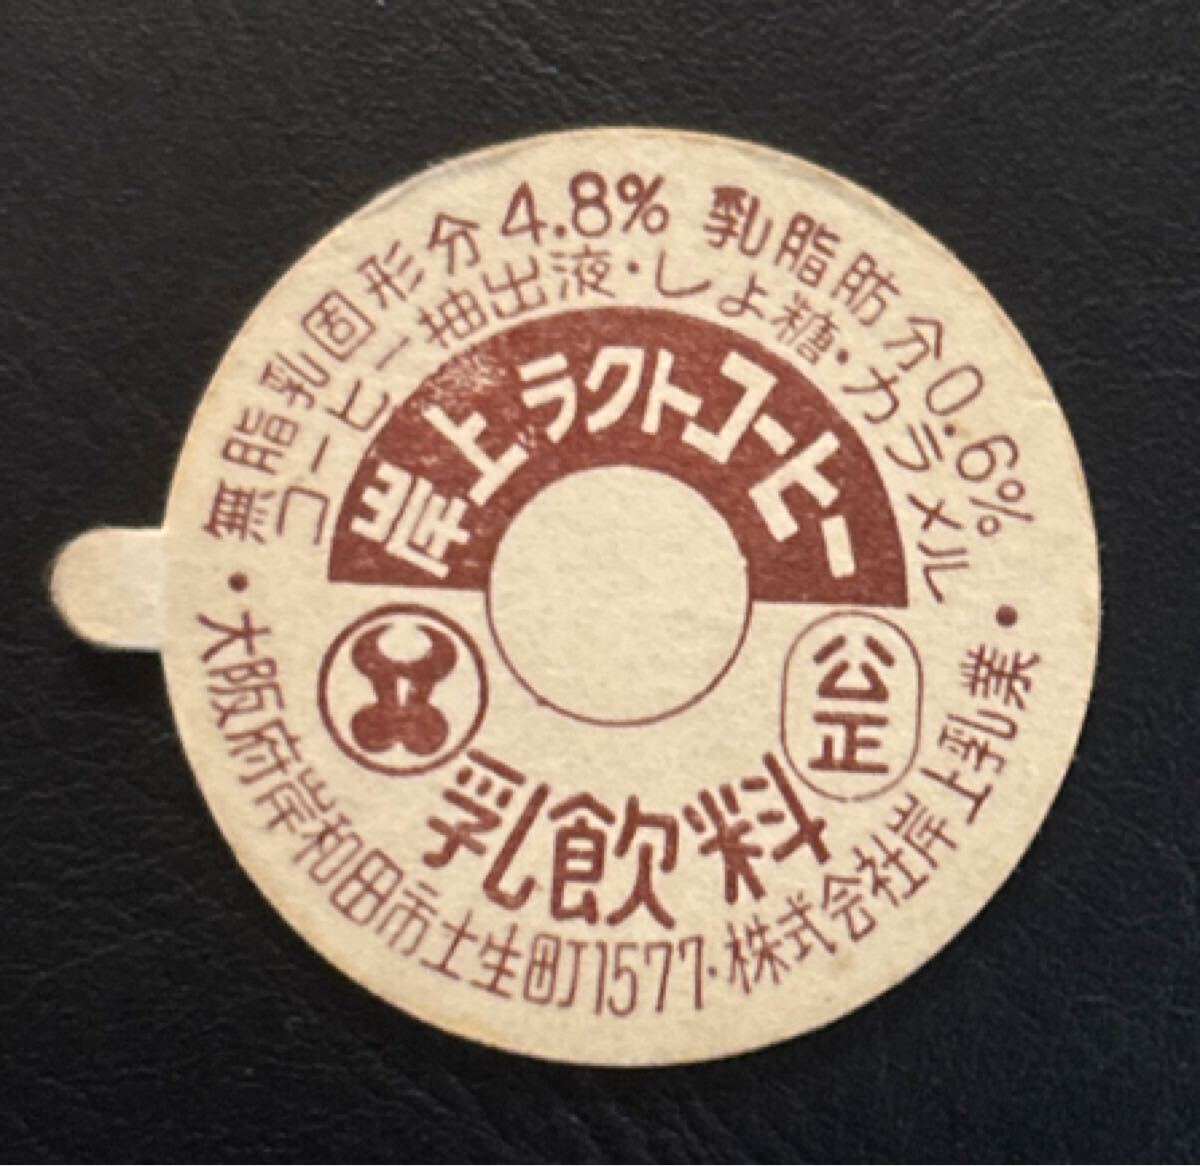 ・無脂乳固形分4.8% 乳脂肪分0.6%・
コーヒー抽出液・しよ糖・カラメル
岸上ラクトコーヒー
公正
乳飲料
大阪府岸和田市土生町1577・株式会社岸上乳業